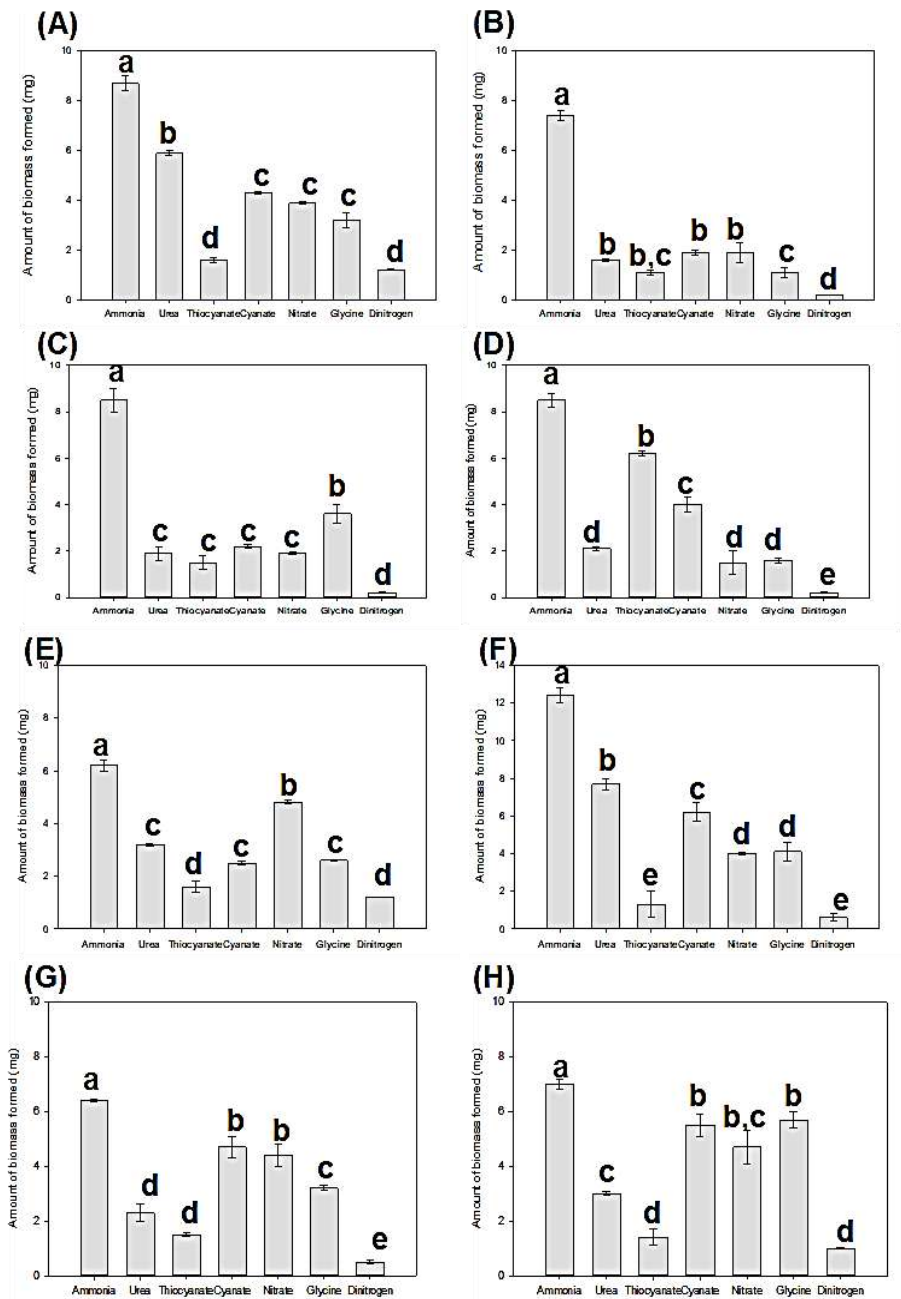 (A)
Amount of biomass formed (mg)
10
8
6
4
2
0
a
b
d
c
c
c
d
Ammonia Urea Thiocyanate Cyanate Nitrate Glycine Dinitrogen
(B)
Amount of biomass formed (mg)
10
8
6
4
2
0
a
b
b,c
b
b
c
d
Ammonia Urea Thiocyanate Cyanate Nitrate Glycine Dinitrogen
(C)
Amount of biomass formed (mg)
10
8
6
4
2
0
a
c
c
c
c
b
d
Ammonia Urea Thiocyanate Cyanate Nitrate Glycine Dinitrogen
(D)
Amount of biomass formed (mg)
10
8
6
4
2
0
a
d
b
c
d
d
e
Ammonia Urea Thiocyanate Cyanate Nitrate Glycine Dinitrogen
(E)
Amount of biomass formed (mg)
10
8
6
4
2
0
a
c
d
c
b
c
d
Ammonia Urea Thiocyanate Cyanate Nitrate Glycine Dinitrogen
(F)
Amount of biomass formed (mg)
14
12
10
8
6
4
2
0
a
b
e
c
d
d
e
Ammonia Urea Thiocyanate Cyanate Nitrate Glycine Dinitrogen
(G)
Amount of biomass formed (mg)
10
8
6
4
2
0
a
d
d
b
b
c
e
Ammonia Urea Thiocyanate Cyanate Nitrate Glycine Dinitrogen
(H)
Amount of biomass formed (mg)
10
8
6
4
2
0
a
c
d
b
b,c
b
d
Ammonia Urea Thiocyanate Cyanate Nitrate Glycine Dinitrogen